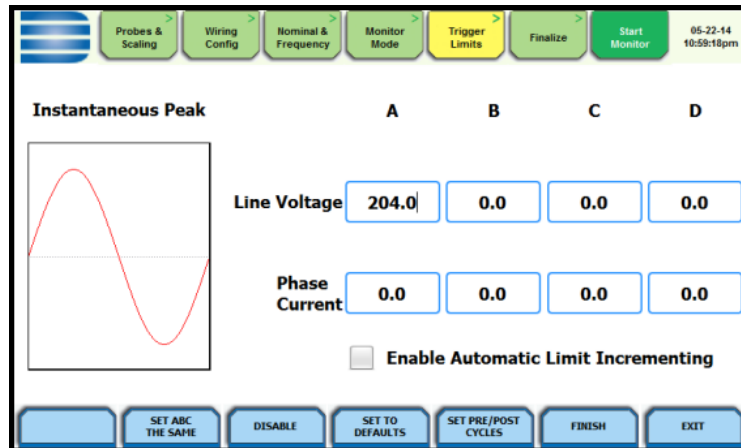 Probes & Scaling
Wiring Config
Nominal & Frequency
Monitor Mode
Trigger Limits
Finalize
Start Monitor
05-22-14 10:59:18pm
Instantaneous Peak
A B C D
Line Voltage 204.0 0.0 0.0 0.0
Phase Current 0.0 0.0 0.0 0.0
Enable Automatic Limit Incrementing
SET ABC THE SAME
DISABLE
SET TO DEFAULTS
SET PRE/POST CYCLES
FINISH
EXIT